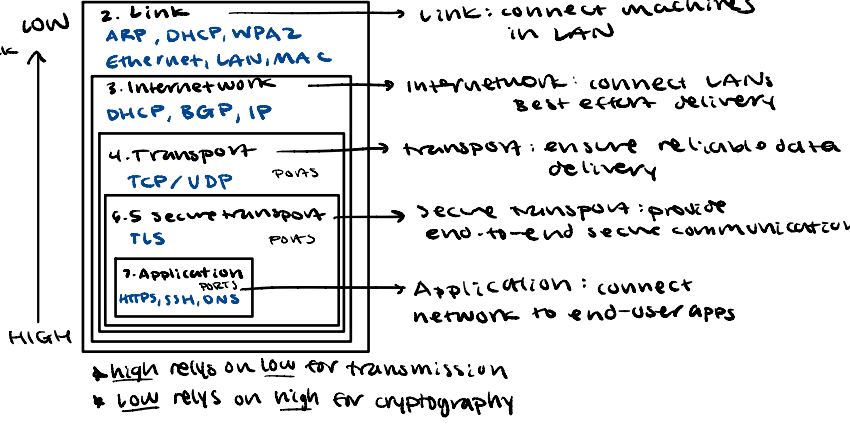 LOW
2. Link
ARP, DHCP, WPA2
Ethernet, LAN, MAC
3. Internetwork
DHCP, BGP, IP
4. Transport
TCP/UDP PORTS
6.5 secure transport
TLS PORTS
7. Application
PORTS
HTTPS, SSH, DNS
HIGH
Link: connect machines
in LAN
Internetwork: connect LANs
Best effort delivery
transport: ensure reliable data
delivery
secure transport: provide
end-to-end secure communication
Application: connect
network to end-user apps
high relys on low for transmission
low relys on high for cryptography